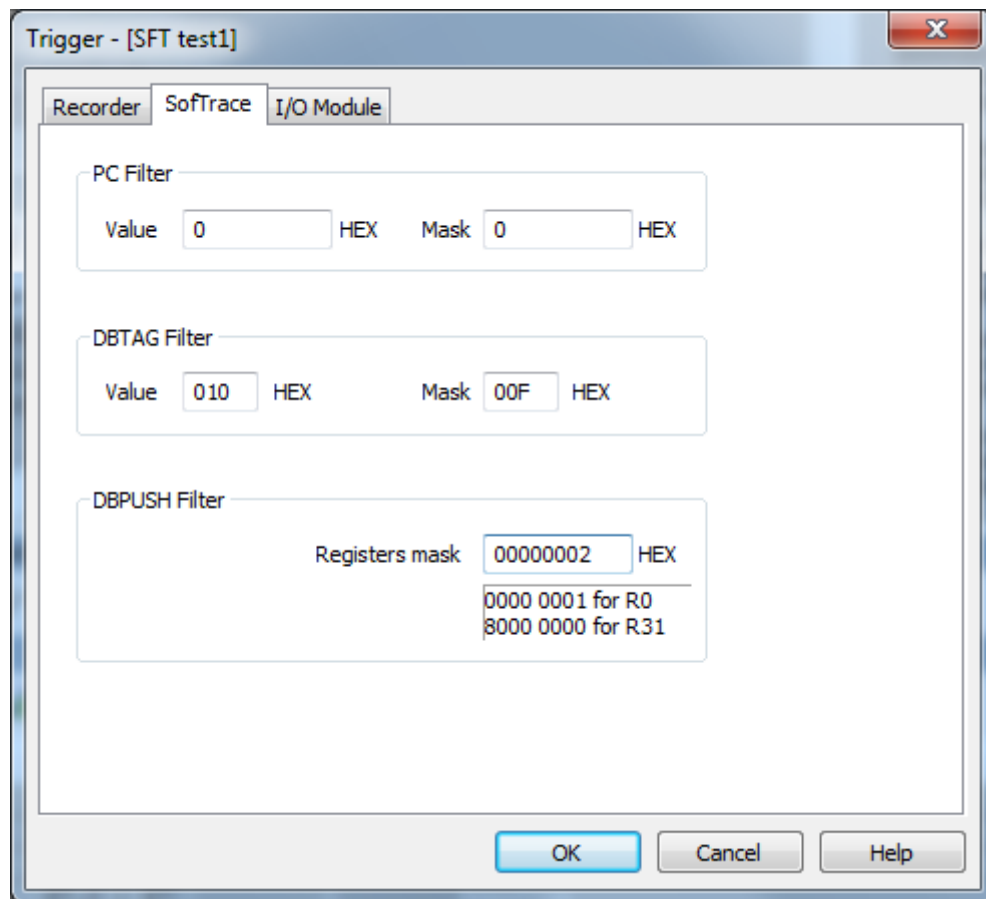 Trigger - [SFT test1]
Recorder SofTrace I/O Module
PC Filter
Value 0 HEX Mask 0 HEX
DBTAG Filter
Value 010 HEX Mask 00F HEX
DBPUSH Filter
Registers mask 00000002 HEX
0000 0001 for R0
8000 0000 for R31
OK Cancel Help